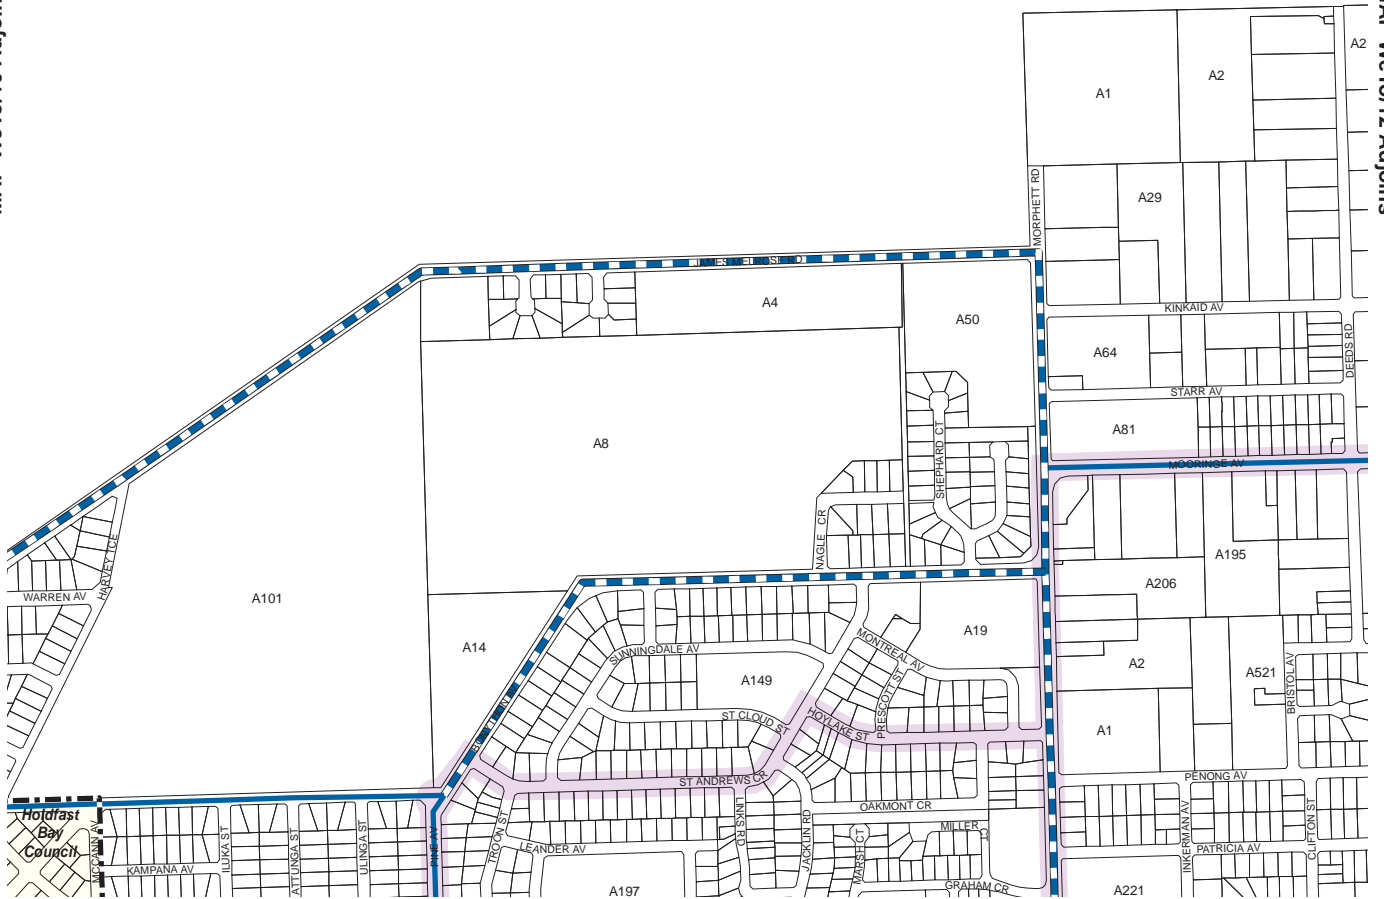 A1
A2
A2
MORPHETT RD
A29
JAMES MELROSE RD
A4
A50
KINKAID AV
A64
DEEDS RD
STARR AV
A81
A8
SHEPHARD CT
MOORINGE AV
NAGLE CR
HARVEY TCE
A195
WARREN AV
A101
A206
A14
A19
MONTREAL AV
SUNNINGDALE AV
A2
A149
PRESCOTT ST
A521
BRISTOL AV
ST CLOUD ST
HOYLAKE ST
A1
ST ANDREWS CR
PENONG AV
OAKMONT CR
Holdfast
Bay
Council
MCCANN AV
ILUKA ST
ATTUNGA ST
ULINGA ST
PINE AV
TROON ST
LINKS RD
JACKLIN RD
MARSH CT
MILLER CT
INKERMAN AV
CLIFTON ST
PATRICIA AV
LEANDER AV
KAMPANA AV
A197
GRAHAM CR
A221